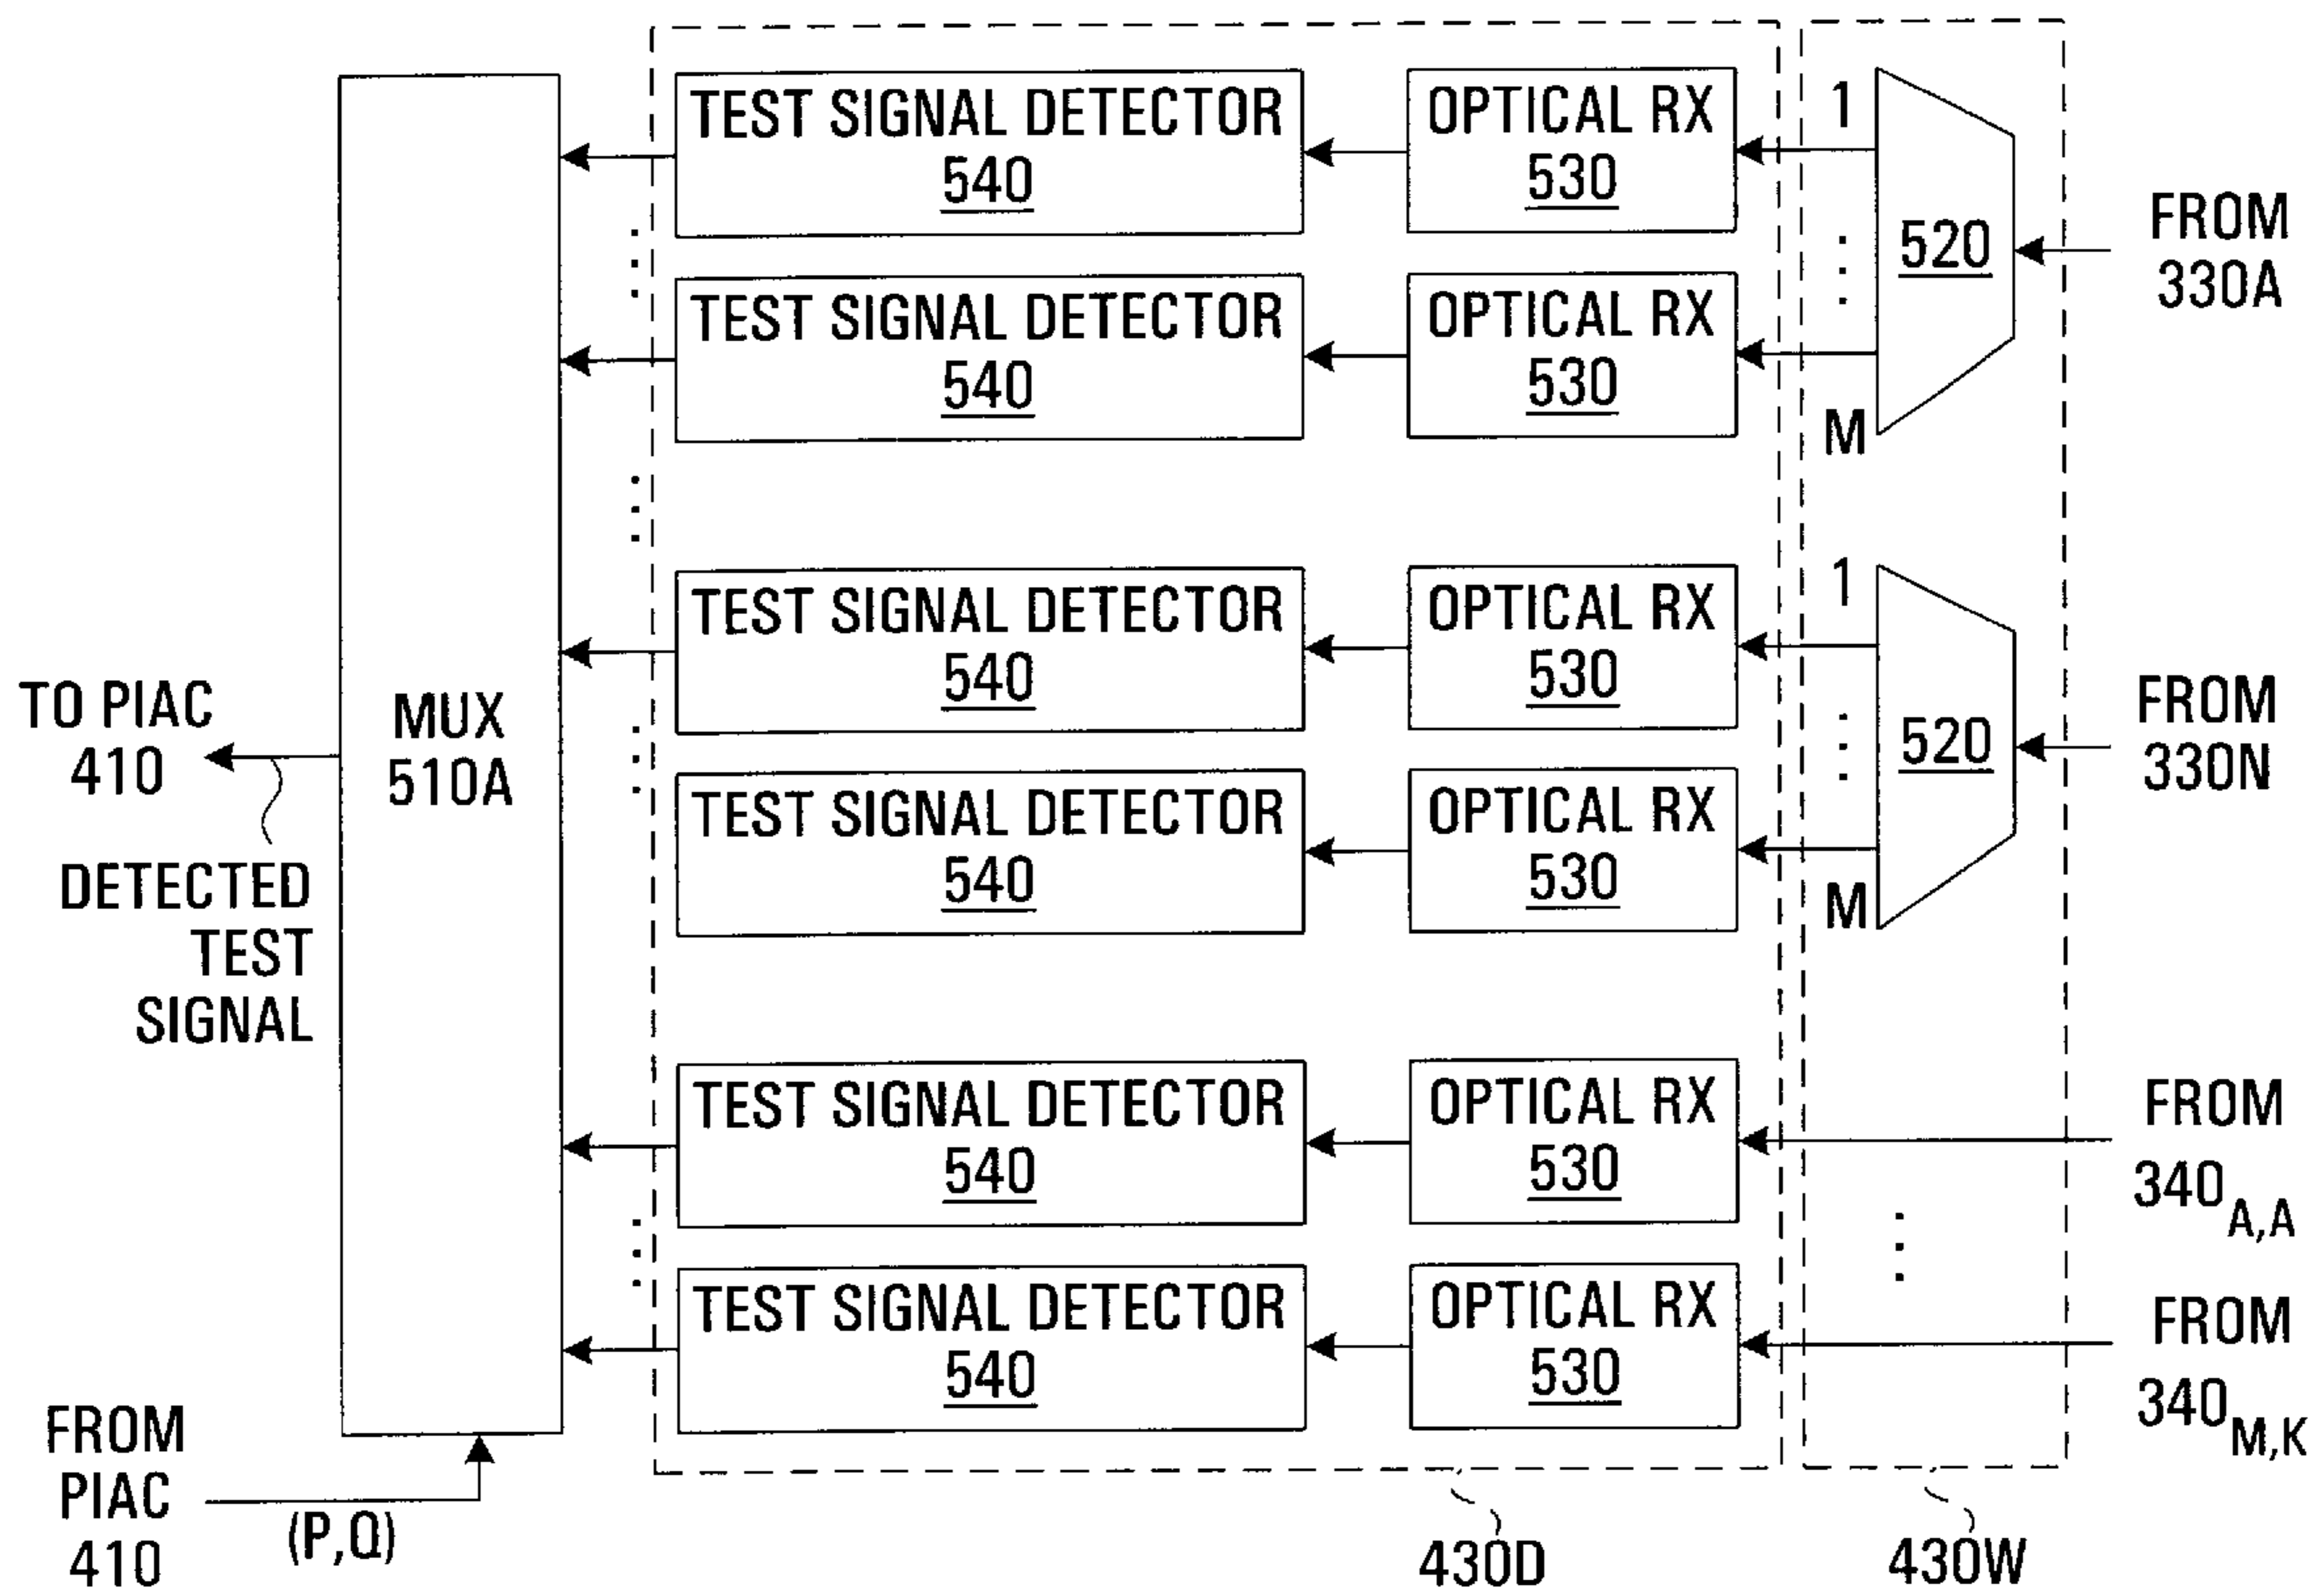 TEST SIGNAL DETECTOR
540
OPTICAL RX
530
1
520
M
FROM
330A
TEST SIGNAL DETECTOR
540
OPTICAL RX
530
TEST SIGNAL DETECTOR
540
OPTICAL RX
530
1
520
M
FROM
330N
TEST SIGNAL DETECTOR
540
OPTICAL RX
530
TO PIAC
410
MUX
510A
DETECTED
TEST
SIGNAL
TEST SIGNAL DETECTOR
540
OPTICAL RX
530
FROM
340A,A
TEST SIGNAL DETECTOR
540
OPTICAL RX
530
FROM
340M,K
FROM
PIAC
410
(P,Q)
430D
430W